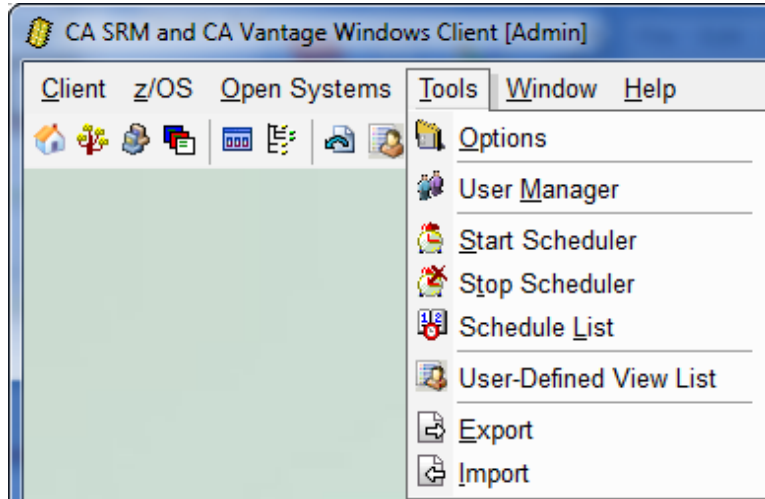 CA SRM and CA Vantage Windows Client [Admin]
Client z/OS Open Systems Tools Window Help
Options
User Manager
Start Scheduler
Stop Scheduler
Schedule List
User-Defined View List
Export
Import